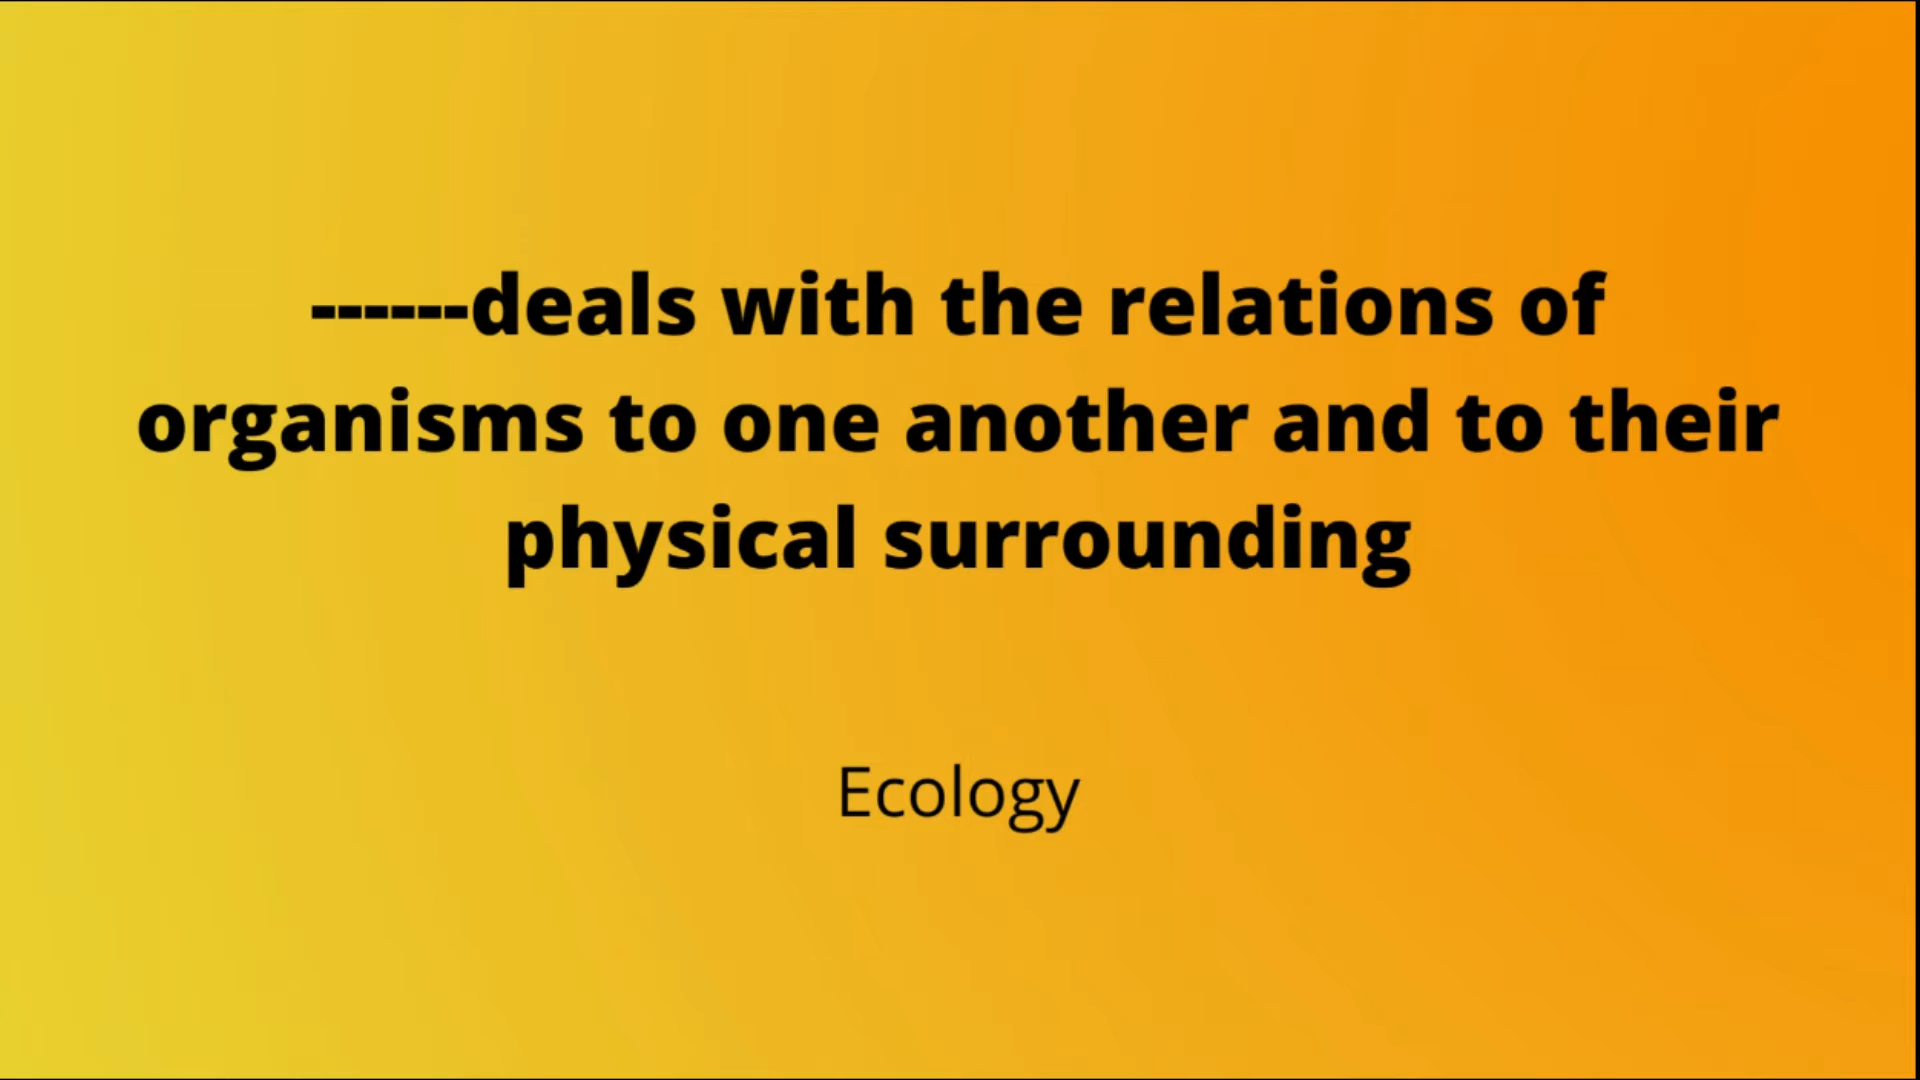 ------deals with the relations of
organisms to one another and to their
physical surrounding
Ecology